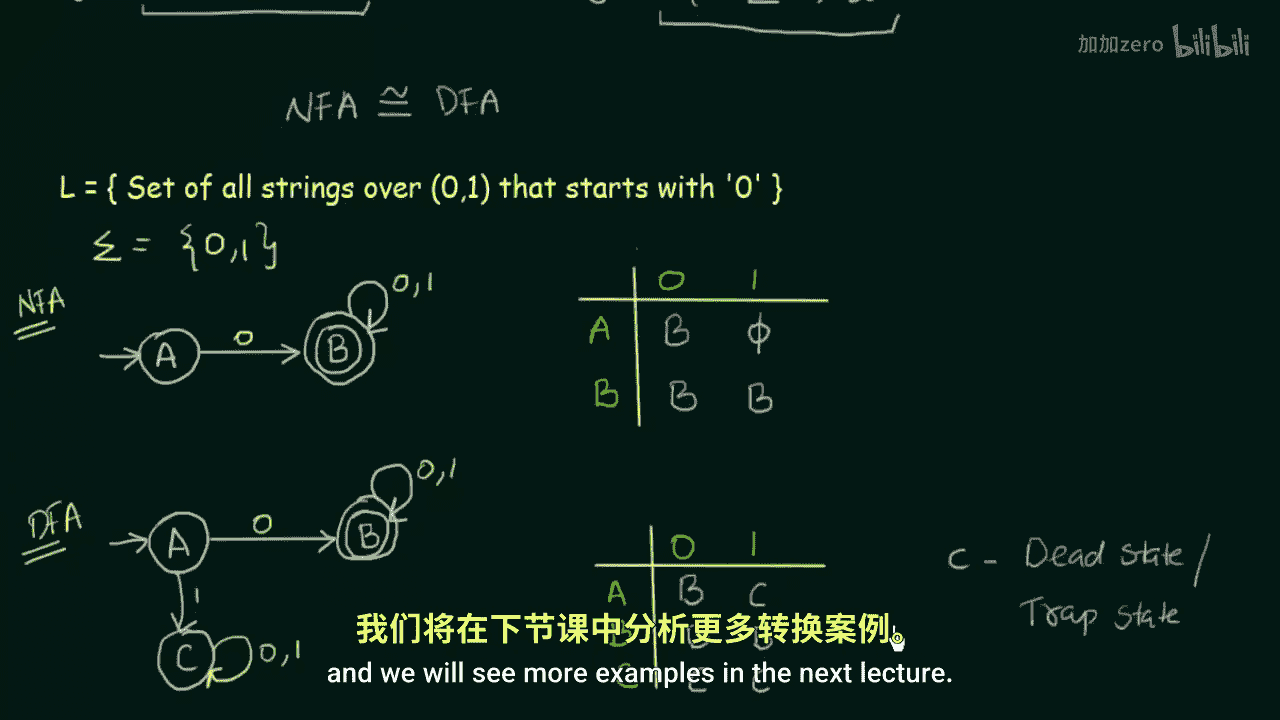 加加zero bilibili
NFA ≅ DFA
L = { Set of all strings over (0,1) that starts with '0' }
Σ = {0,1}
NFA
A 0 B 0,1
0 1
A B ϕ
B B B
DFA
A 0 B 0,1
1
C 0,1
0 1
A B C
C - Dead state/
Trap state
我们将在下节课中分析更多转换案例。
and we will see more examples in the next lecture.